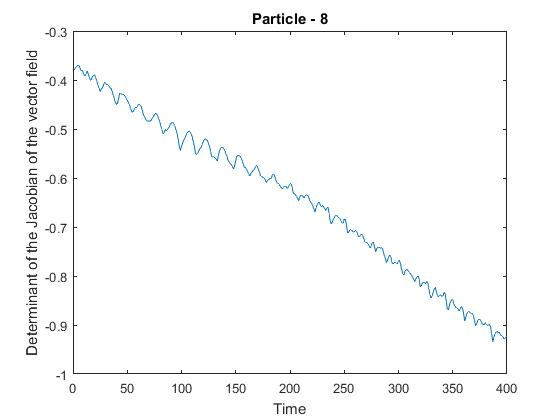 Particle - 8
Determinant of the Jacobian of the vector field
-0.3
-0.4
-0.5
-0.6
-0.7
-0.8
-0.9
-1
0 50 100 150 200 250 300 350 400
Time